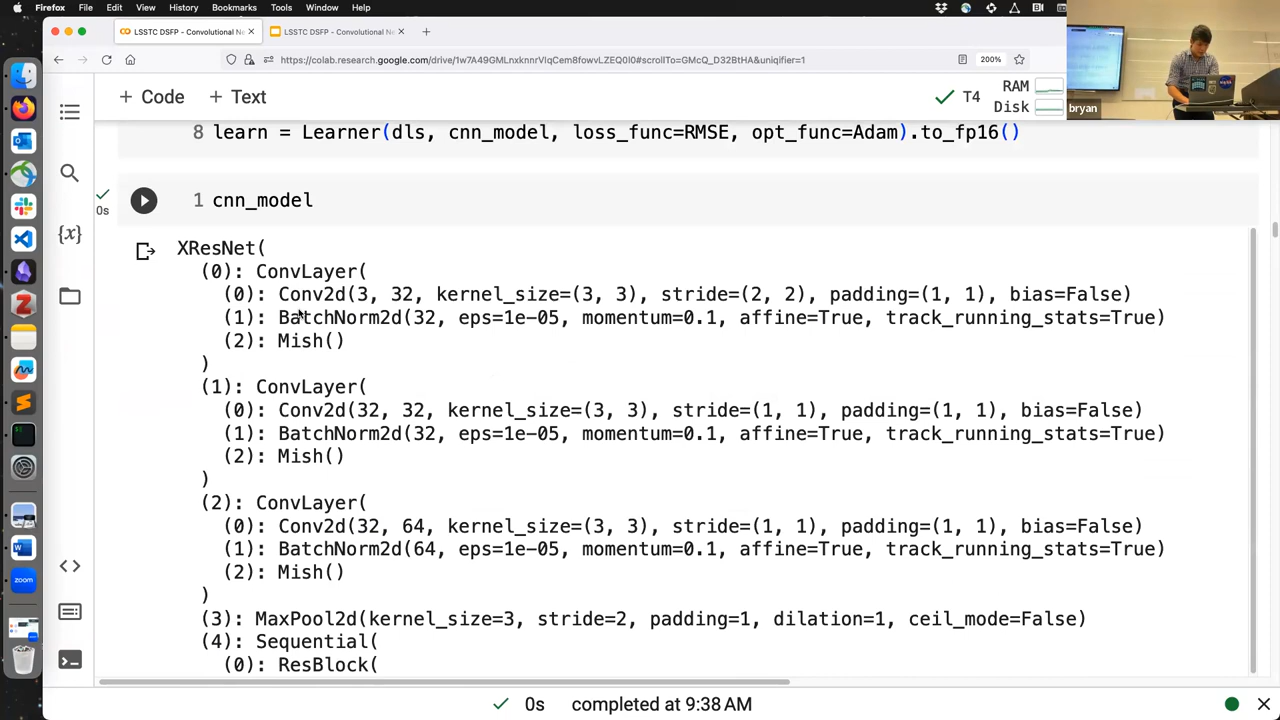 Firefox File Edit View History Bookmarks Tools Window Help
LSSTC DSFP - Convolutional Ne
LSSTC DSFP - Convolutional N
https://colab.research.google.com/drive/1w7A49GMLnxknnrVIqCem8fowvLZEQ0I0#scrollTo=GMcQ_D32BtHA&uniqifier=1
200%
+ Code + Text
RAM
Disk
T4
bryan
8 learn = Learner(dls, cnn_model, loss_func=RMSE, opt_func=Adam).to_fp16()
0s
1 cnn_model
XResNet(
(0): ConvLayer(
(0): Conv2d(3, 32, kernel_size=(3, 3), stride=(2, 2), padding=(1, 1), bias=False)
(1): BatchNorm2d(32, eps=1e-05, momentum=0.1, affine=True, track_running_stats=True)
(2): Mish()
)
(1): ConvLayer(
(0): Conv2d(32, 32, kernel_size=(3, 3), stride=(1, 1), padding=(1, 1), bias=False)
(1): BatchNorm2d(32, eps=1e-05, momentum=0.1, affine=True, track_running_stats=True)
(2): Mish()
)
(2): ConvLayer(
(0): Conv2d(32, 64, kernel_size=(3, 3), stride=(1, 1), padding=(1, 1), bias=False)
(1): BatchNorm2d(64, eps=1e-05, momentum=0.1, affine=True, track_running_stats=True)
(2): Mish()
)
(3): MaxPool2d(kernel_size=3, stride=2, padding=1, dilation=1, ceil_mode=False)
(4): Sequential(
(0): ResBlock(
{x}
zoom
0s completed at 9:38 AM